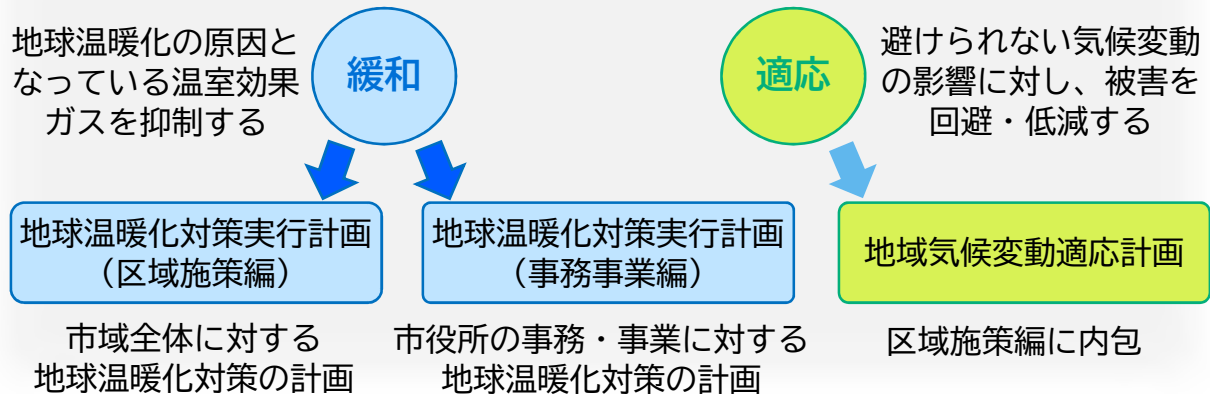 地球温暖化の原因と
なっている温室効果
ガスを抑制する
緩和
適応
避けられない気候変動
の影響に対し、被害を
回避・低減する
地球温暖化対策実行計画
（区域施策編）
地球温暖化対策実行計画
（事務事業編）
地域気候変動適応計画
市域全体に対する
地球温暖化対策の計画
市役所の事務・事業に対する
地球温暖化対策の計画
区域施策編に内包